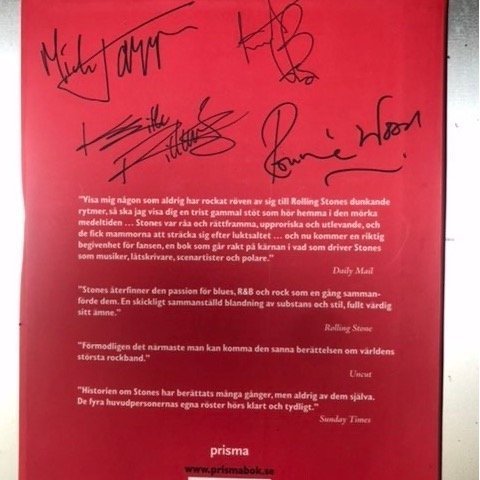 Ronnie Wood
"Visa mig någon som aldrig har rockat röven av sig till Rolling Stones dunkande
rytmer, så ska jag visa dig en trist gammal stöt som hör hemma i den mörka
medeltiden ... Stones var råa och rättframma, upproriska och utlevande, och
de fick mammorna att sträcka sig efter luktsaltet ... och nu kommer en riktig
begivenhet för fansen, en bok som går rakt på kärnan i vad som driver Stones
som musiker, låtskrivare, scenartister och polare."
Daily Mail
"Stones återfinner den passion för blues, R&B och rock som en gång samman-
förde dem. En skickligt sammanställd blandning av substans och stil, fullt värdig
sitt ämne."
Rolling Stone
"Förmodligen det närmaste man kan komma den sanna berättelsen om världens
största rockband."
Uncut
"Historien om Stones har berättats många gånger, men aldrig av dem själva.
De fyra huvudpersonernas egna röster hörs klart och tydligt."
Sunday Times
prisma
www.prismabok.se